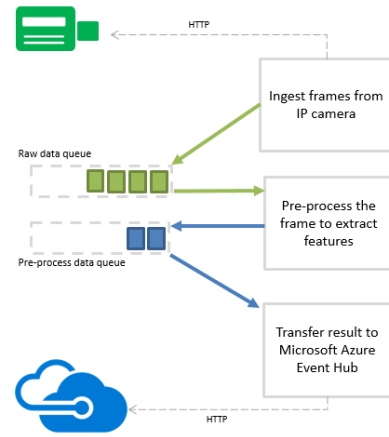 HTTP
Ingest frames from
IP camera
Raw data queue
Pre-process the
frame to extract
features
Pre-process data queue
Transfer result to
Microsoft Azure
Event Hub
HTTP